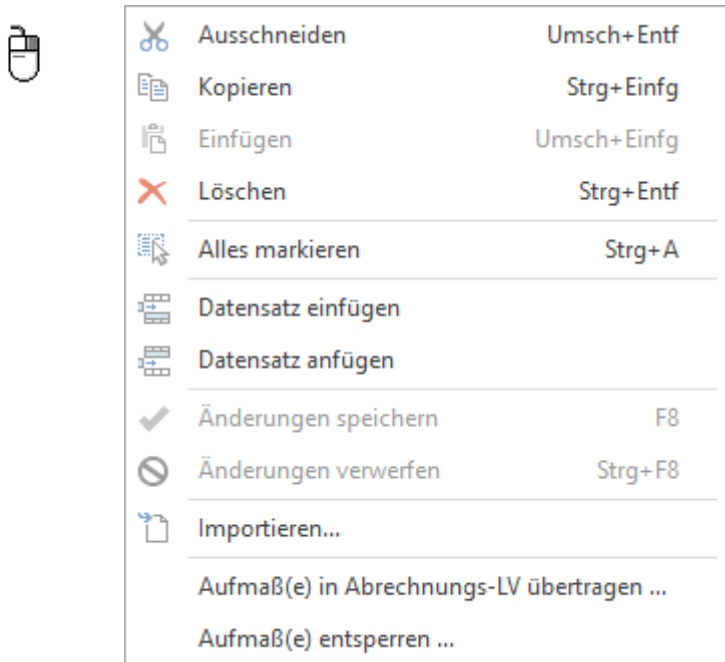 Ausschneiden Umsch+Entf
Kopieren Strg+Einfg
Einfügen Umsch+Einfg
Löschen Strg+Entf
Alles markieren Strg+A
Datensatz einfügen
Datensatz anfügen
Änderungen speichern F8
Änderungen verwerfen Strg+F8
Importieren...
Aufmaß(e) in Abrechnungs-LV übertragen ...
Aufmaß(e) entsperren ...